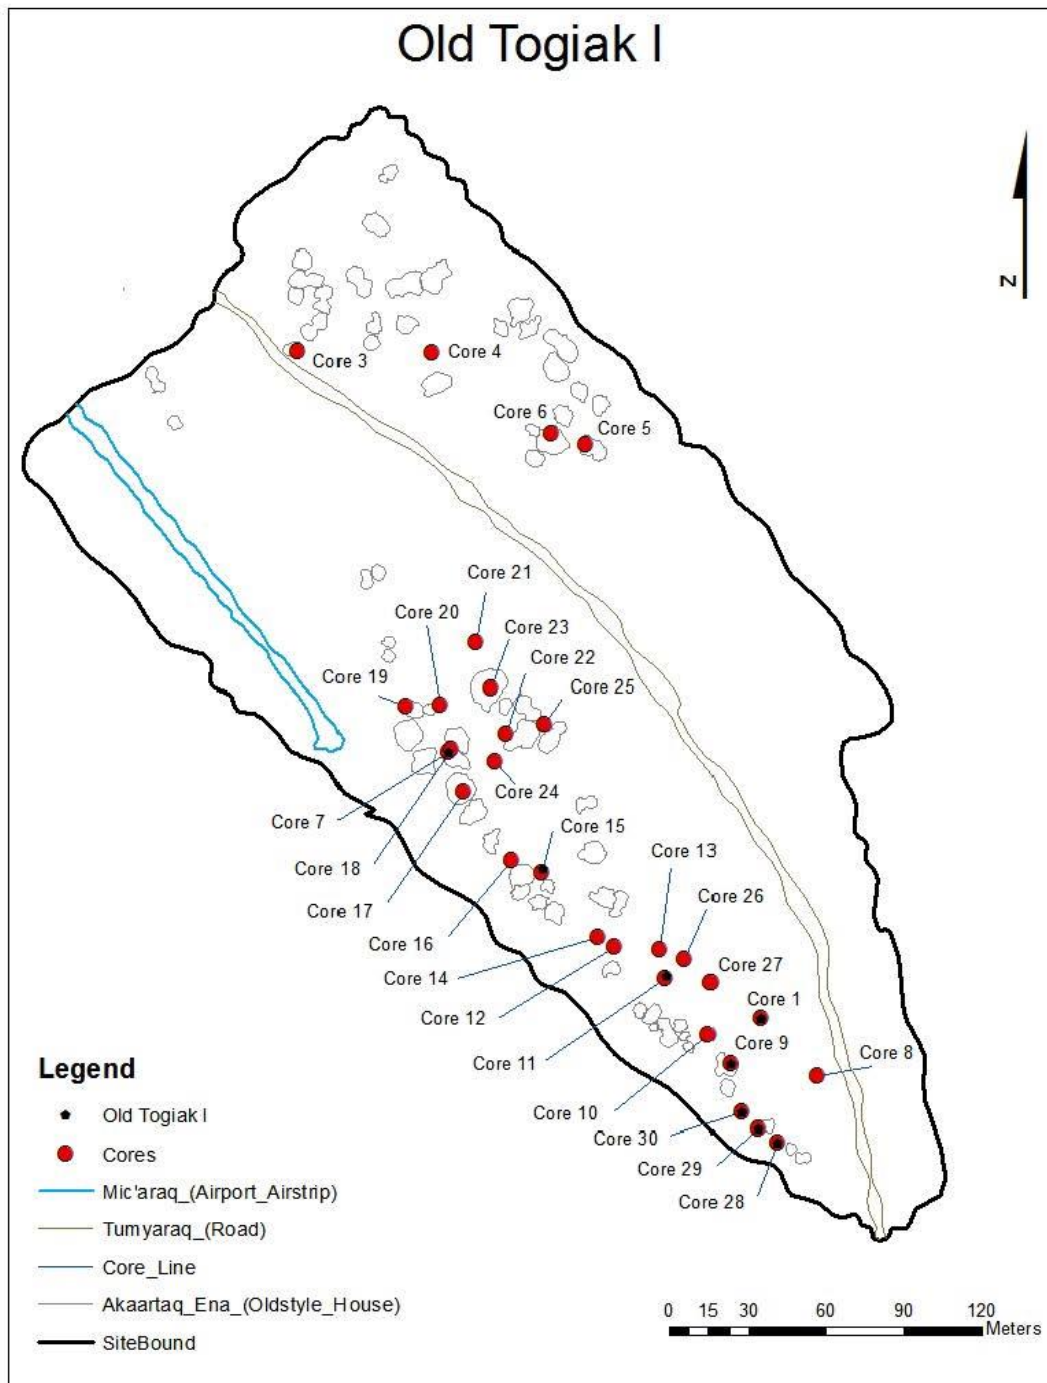 Old Togiak I
N
Core 3
Core 4
Core 6
Core 5
Core 21
Core 20
Core 23
Core 22
Core 19
Core 25
Core 24
Core 7
Core 15
Core 18
Core 13
Core 26
Core 17
Core 16
Core 14
Core 27
Core 1
Core 12
Core 9
Core 8
Core 11
Core 10
Core 30
Core 29
Core 28
Legend
Old Togiak I
Cores
Mic'araq_(Airport_Airstrip)
Tumyaraq_(Road)
Core_Line
Akaartaq_Ena_(Oldstyle_House)
SiteBound
0 15 30 60 90 120
Meters